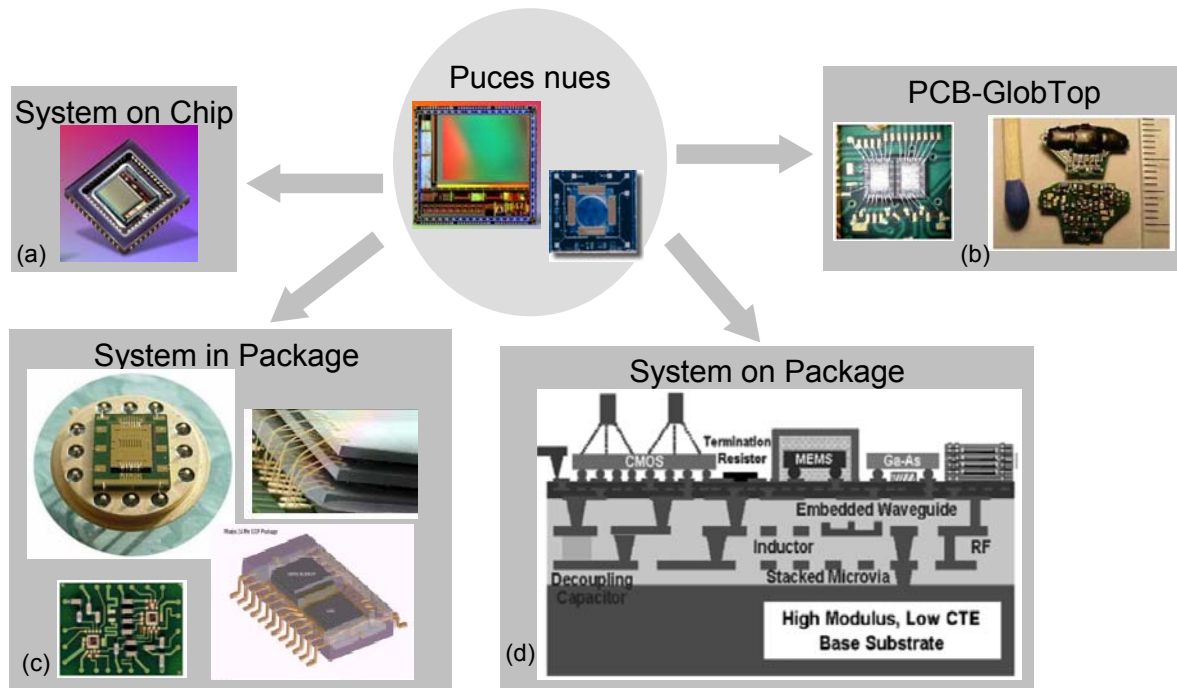 Puces nues
System on Chip
(a)
PCB-GlobTop
(b)
System in Package
(c)
System on Package
Termination
Resistor
CMOS
MEMS
Ga-As
Embedded Waveguide
Inductor
RF
Decoupling
Capacitor
Stacked Microvia
High Modulus, Low CTE
Base Substrate
(d)